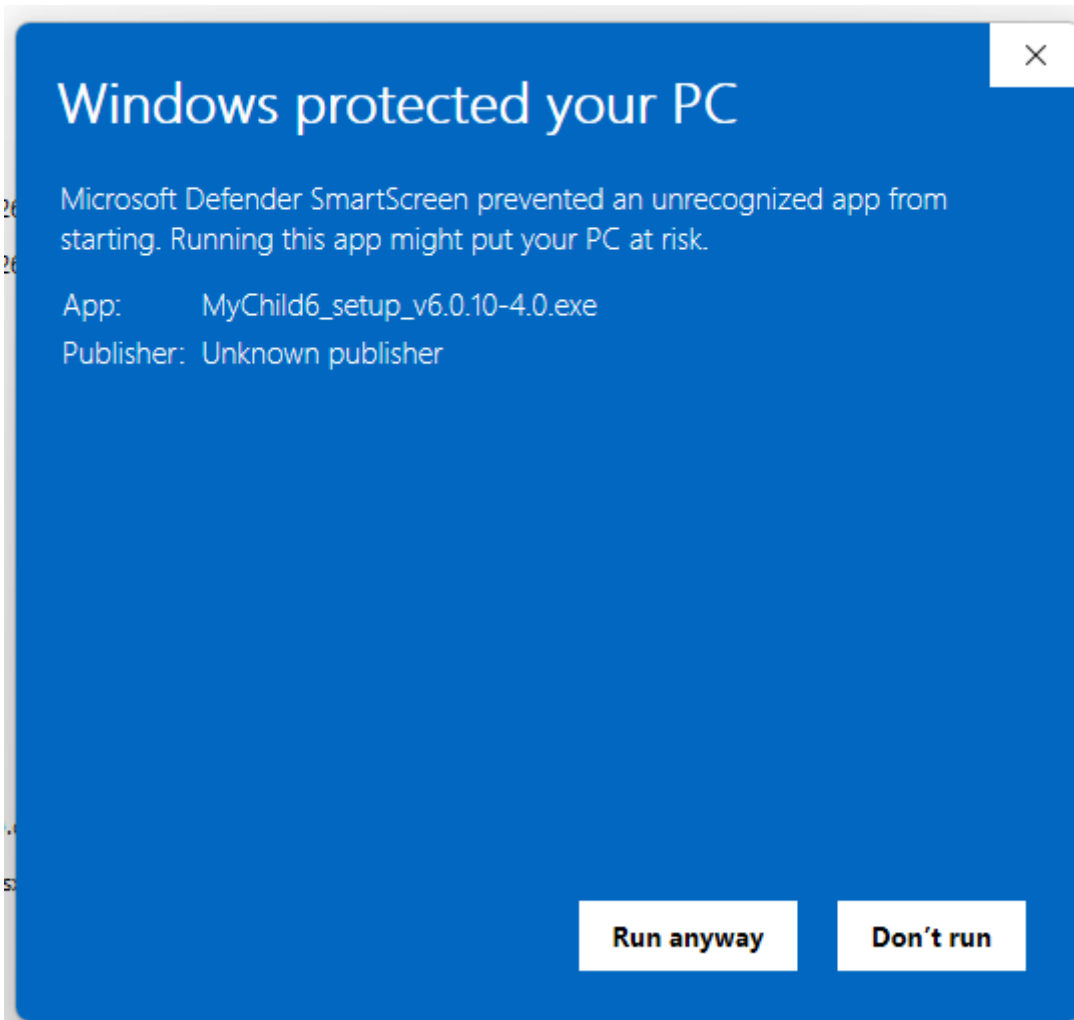 Windows protected your PC
Microsoft Defender SmartScreen prevented an unrecognized app from
starting. Running this app might put your PC at risk.
App: MyChild6_setup_v6.0.10-4.0.exe
Publisher: Unknown publisher
Run anyway Don’t run